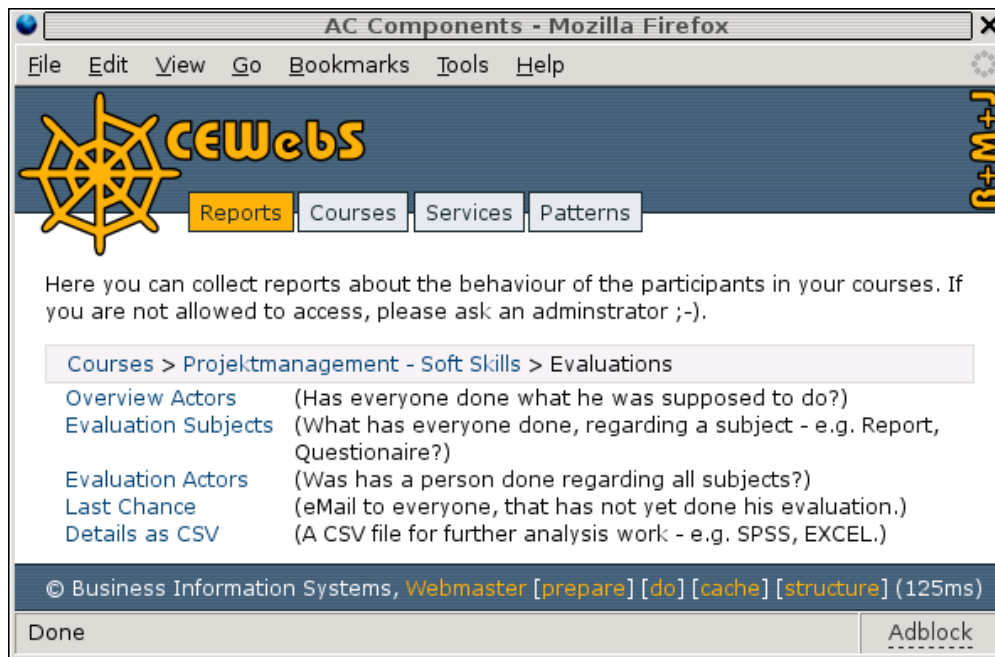 AC Components - Mozilla Firefox
File Edit View Go Bookmarks Tools Help
CEWebS
R+M+J
Reports Courses Services Patterns
Here you can collect reports about the behaviour of the participants in your courses. If
you are not allowed to access, please ask an adminstrator ;-).
Courses > Projektmanagement - Soft Skills > Evaluations
Overview Actors (Has everyone done what he was supposed to do?)
Evaluation Subjects (What has everyone done, regarding a subject - e.g. Report,
Questionaire?)
Evaluation Actors (Was has a person done regarding all subjects?)
Last Chance (eMail to everyone, that has not yet done his evaluation.)
Details as CSV (A CSV file for further analysis work - e.g. SPSS, EXCEL.)
© Business Information Systems, Webmaster [prepare] [do] [cache] [structure] (125ms)
Done Adblock